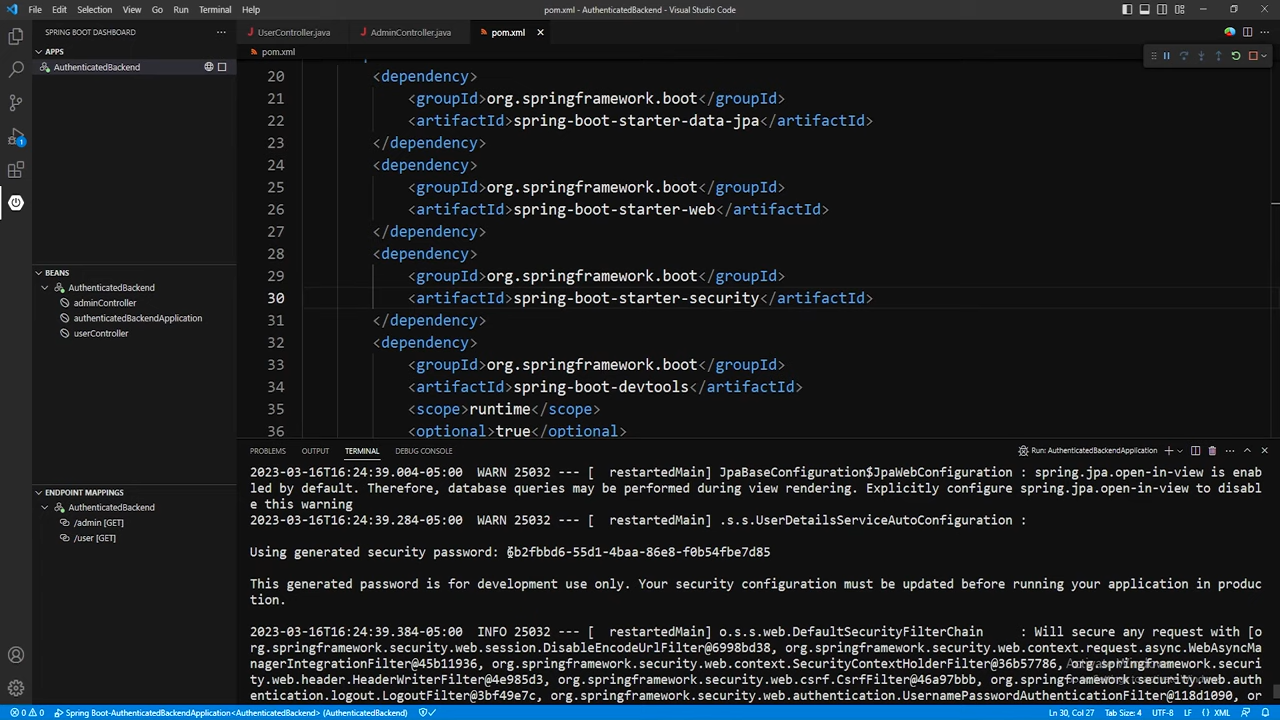 File Edit Selection View Go Run Terminal Help
pom.xml - AuthenticatedBackend - Visual Studio Code
SPRING BOOT DASHBOARD
APPS
AuthenticatedBackend
BEANS
AuthenticatedBackend
adminController
authenticatedBackendApplication
userController
ENDPOINT MAPPINGS
AuthenticatedBackend
/admin [GET]
/user [GET]
1
UserController.java AdminController.java pom.xml
pom.xml
20 <dependency>
21 <groupId>org.springframework.boot</groupId>
22 <artifactId>spring-boot-starter-data-jpa</artifactId>
23 </dependency>
24 <dependency>
25 <groupId>org.springframework.boot</groupId>
26 <artifactId>spring-boot-starter-web</artifactId>
27 </dependency>
28 <dependency>
29 <groupId>org.springframework.boot</groupId>
30 <artifactId>spring-boot-starter-security</artifactId>
31 </dependency>
32 <dependency>
33 <groupId>org.springframework.boot</groupId>
34 <artifactId>spring-boot-devtools</artifactId>
35 <scope>runtime</scope>
36 <optional>true</optional>
PROBLEMS OUTPUT TERMINAL DEBUG CONSOLE
Run: AuthenticatedBackendApplication
2023-03-16T16:24:39.004-05:00 WARN 25032 --- [ restartedMain] JpaBaseConfiguration$JpaWebConfiguration : spring.jpa.open-in-view is enab
led by default. Therefore, database queries may be performed during view rendering. Explicitly configure spring.jpa.open-in-view to disabl
e this warning
2023-03-16T16:24:39.284-05:00 WARN 25032 --- [ restartedMain] .s.s.UserDetailsServiceAutoConfiguration :
Using generated security password: b2fbbd6-55d1-4baa-86e8-f0b54fbe7d85
This generated password is for development use only. Your security configuration must be updated before running your application in produc
tion.
2023-03-16T16:24:39.384-05:00 INFO 25032 --- [ restartedMain] o.s.s.web.DefaultSecurityFilterChain : Will secure any request with [o
rg.springframework.security.web.session.DisableEncodeUrlFilter@6998bd38, org.springframework.security.web.context.request.async.WebAsyncMa
nagerIntegrationFilter@45b11936, org.springframework.security.web.context.SecurityContextHolderFilter@36b57786, org.springframework.securi
ty.web.header.HeaderWriterFilter@4e985d3, org.springframework.security.web.csrf.CsrfFilter@46a97bbb, org.springframework.security.web.auth
entication.logout.LogoutFilter@3bf49e7c, org.springframework.security.web.authentication.UsernamePasswordAuthenticationFilter@118d1090, or
0 0 Spring Boot-AuthenticatedBackendApplication<AuthenticatedBackend> (AuthenticatedBackend)
Ln 30, Col 27 Tab Size: 4 UTF-8 LF XML